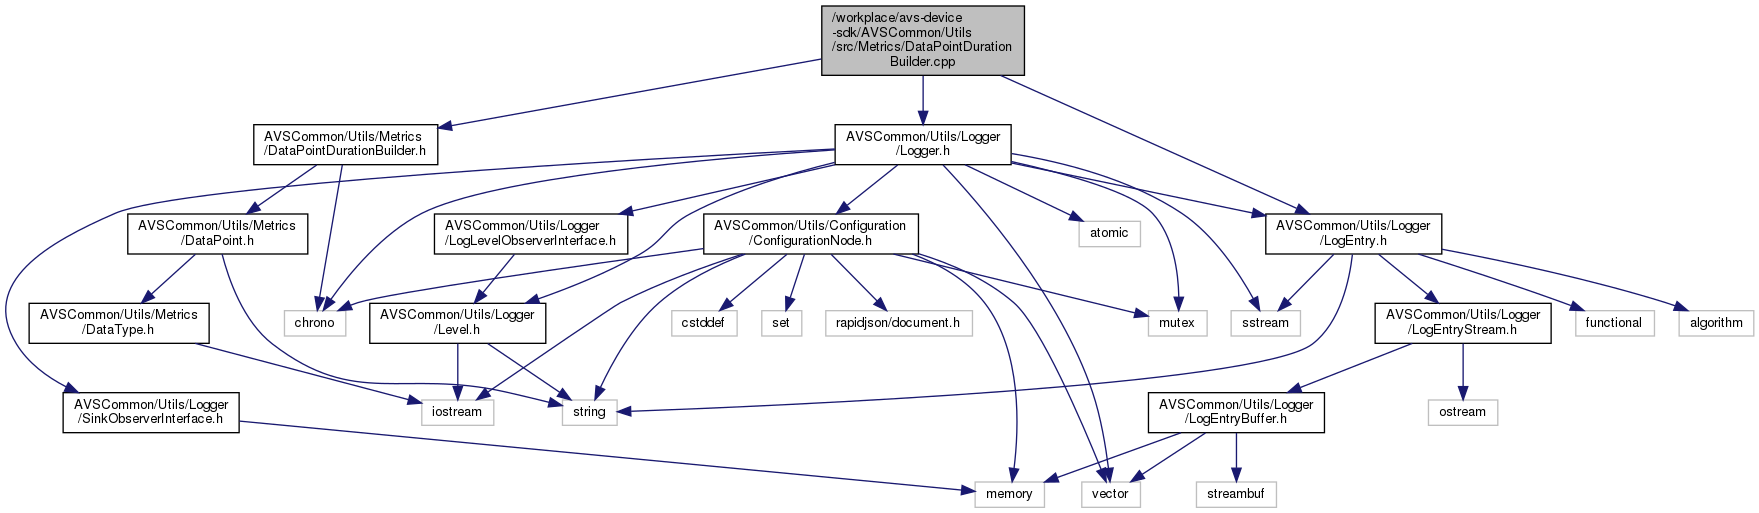 /workplace/avs-device
-sdk/AVSCommon/Utils
/src/Metrics/DataPointDuration
Builder.cpp
AVSCommon/Utils/Metrics
/DataPointDurationBuilder.h
AVSCommon/Utils/Logger
/Logger.h
AVSCommon/Utils/Metrics
/DataPoint.h
AVSCommon/Utils/Logger
/LogLevelObserverInterface.h
AVSCommon/Utils/Configuration
/ConfigurationNode.h
atomic
AVSCommon/Utils/Logger
/LogEntry.h
AVSCommon/Utils/Metrics
/DataType.h
chrono
AVSCommon/Utils/Logger
/Level.h
cstddef
set
rapidjson/document.h
mutex
sstream
AVSCommon/Utils/Logger
/LogEntryStream.h
functional
algorithm
AVSCommon/Utils/Logger
/SinkObserverInterface.h
iostream
string
AVSCommon/Utils/Logger
/LogEntryBuffer.h
ostream
memory
vector
streambuf